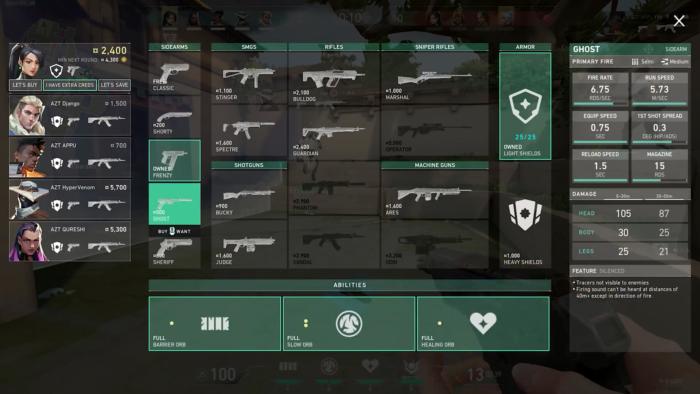 2,400
MIN NEXT ROUND: 4,300
LET'S BUY
I HAVE EXTRA CREDS
LET'S SAVE
AZT Django
1,500
AZT APPU
700
AZT HyperVenom
5,700
AZT QURESHI
5,300
SIDEARMS
FREE
CLASSIC
200
SHORTY
OWNED
FRENZY
500
GHOST
BUY
WANT
SHERIFF
SMGS
1,100
STINGER
1,600
SPECTRE
SHOTGUNS
900
BUCKY
1,600
JUDGE
RIFLES
2,100
BULLDOG
2,400
GUARDIAN
2,900
PHANTOM
2,900
VANDAL
SNIPER RIFLES
1,000
MARSHAL
OPERATOR
MACHINE GUNS
1,600
ARES
ODIN
ARMOR
25/25
OWNED
LIGHT SHIELDS
1,000
HEAVY SHIELDS
ABILITIES
FULL
BARRIER ORB
FULL
SLOW ORB
FULL
HEALING ORB
100
13
GHOST
SIDEARM
PRIMARY FIRE
Semi
Medium
FIRE RATE
6.75
RDS/SEC
RUN SPEED
5.73
M/SEC
EQUIP SPEED
0.75
SEC
1ST SHOT SPREAD
0.3
DEG (HIP/ADS)
RELOAD SPEED
1.5
SEC
MAGAZINE
15
RDS
DAMAGE
0-30m
30-50m
HEAD
105
87
BODY
30
25
LEGS
25
21
FEATURE SILENCED
• Tracers not visible to enemies
• Firing sound can't be heard at distances of
40m+ except in direction of fire